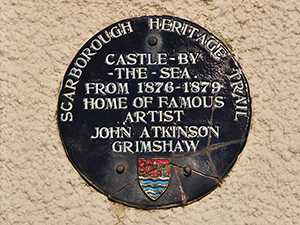 SCARBOROUGH HERITAGE TRAIL
CASTLE-BY
-THE-SEA
FROM 1876-1879
HOME OF FAMOUS
ARTIST
JOHN ATKINSON
GRIMSHAW